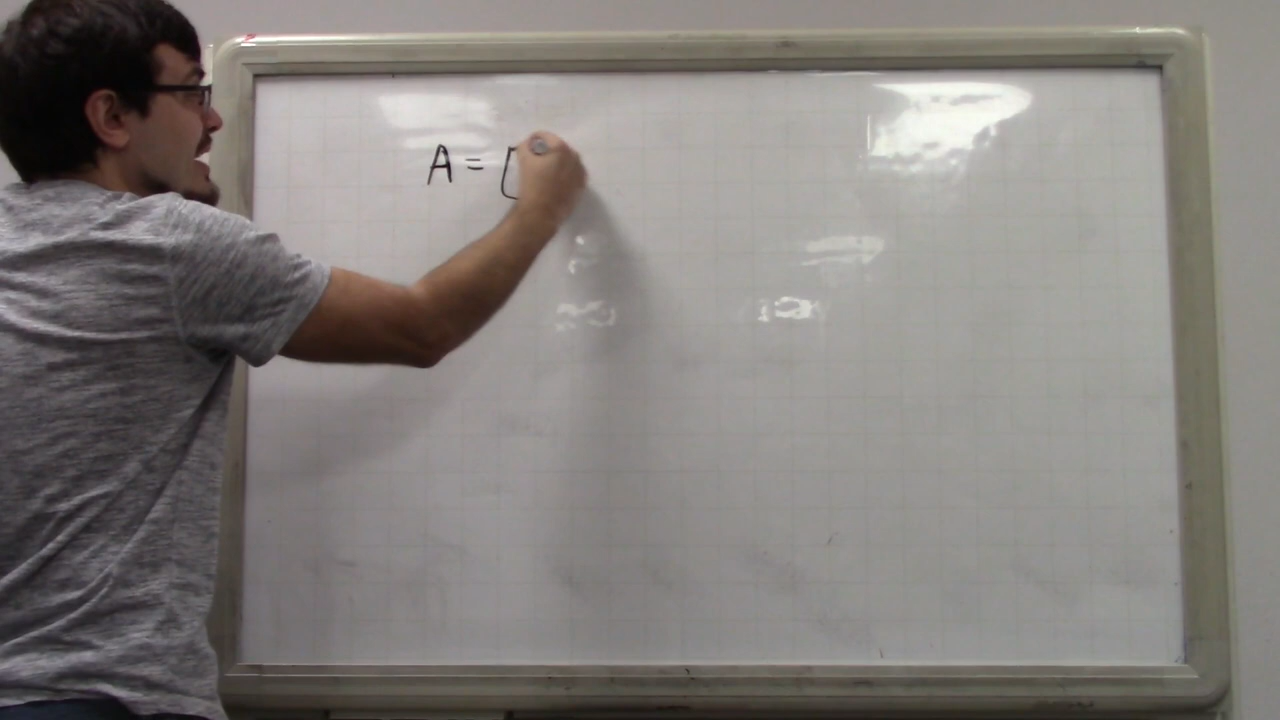 A = [